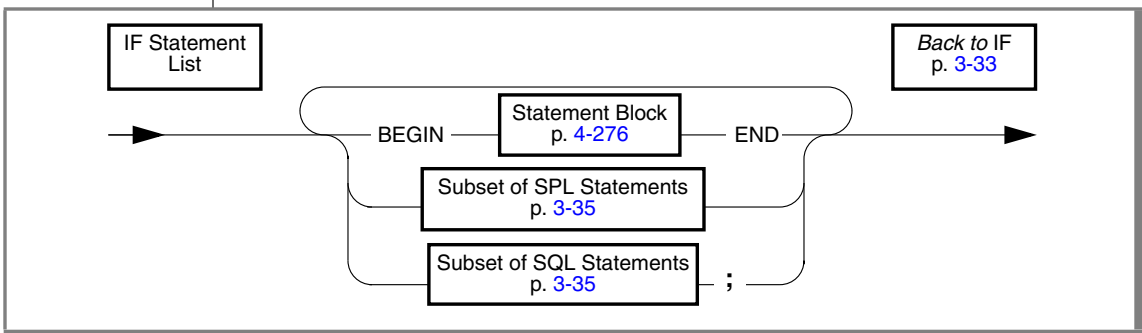 IF Statement
List
Back to IF
p. 3-33
BEGIN
Statement Block
p. 4-276
END
Subset of SPL Statements
p. 3-35
Subset of SQL Statements
p. 3-35
;